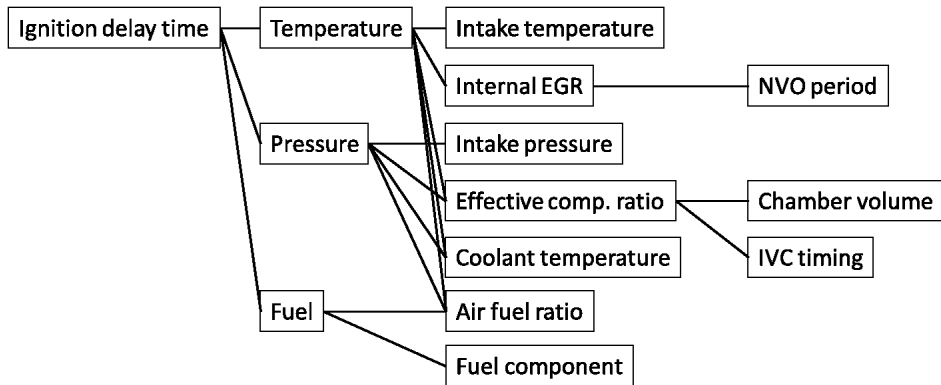 Ignition delay time
Temperature
Intake temperature
Internal EGR
NVO period
Pressure
Intake pressure
Effective comp. ratio
Chamber volume
Coolant temperature
IVC timing
Fuel
Air fuel ratio
Fuel component